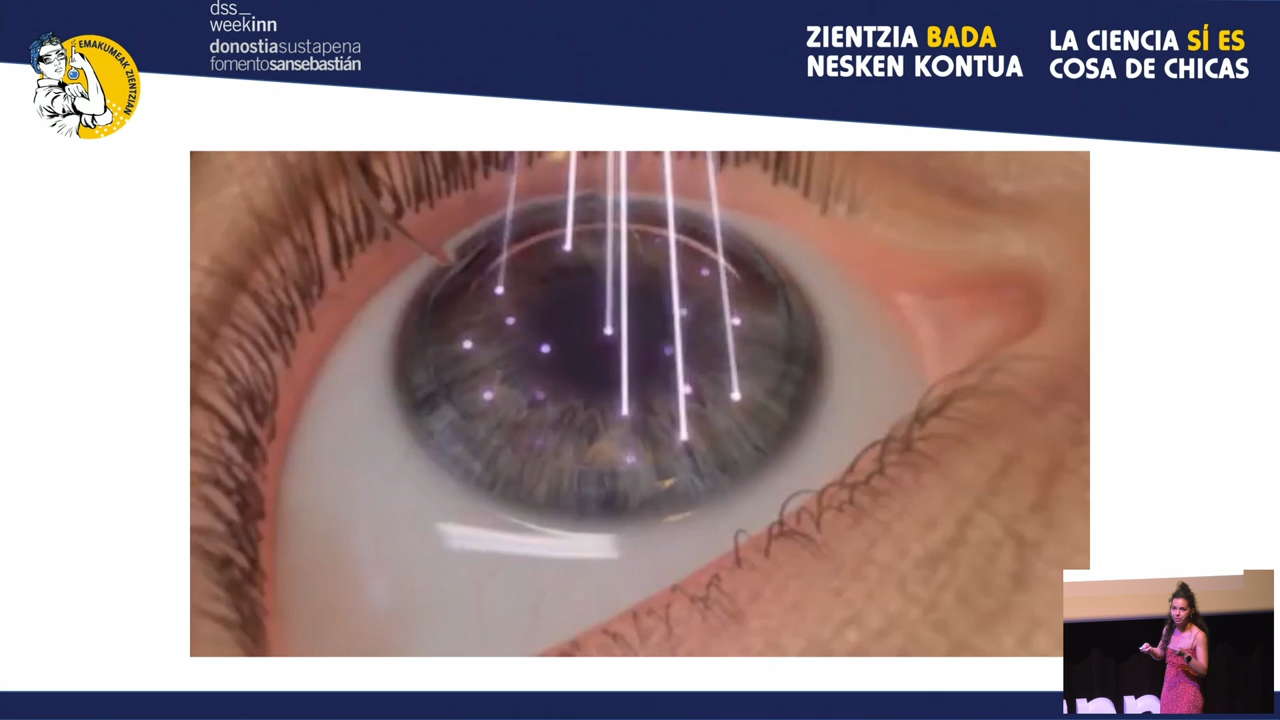 dss_
weekinn
donostiasustapena
fomentosansebastián
EMAKUMEAK ZIENTZIAN
ZIENTZIA BADA
NESKEN KONTUA
LA CIENCIA SÍ ES
COSA DE CHICAS